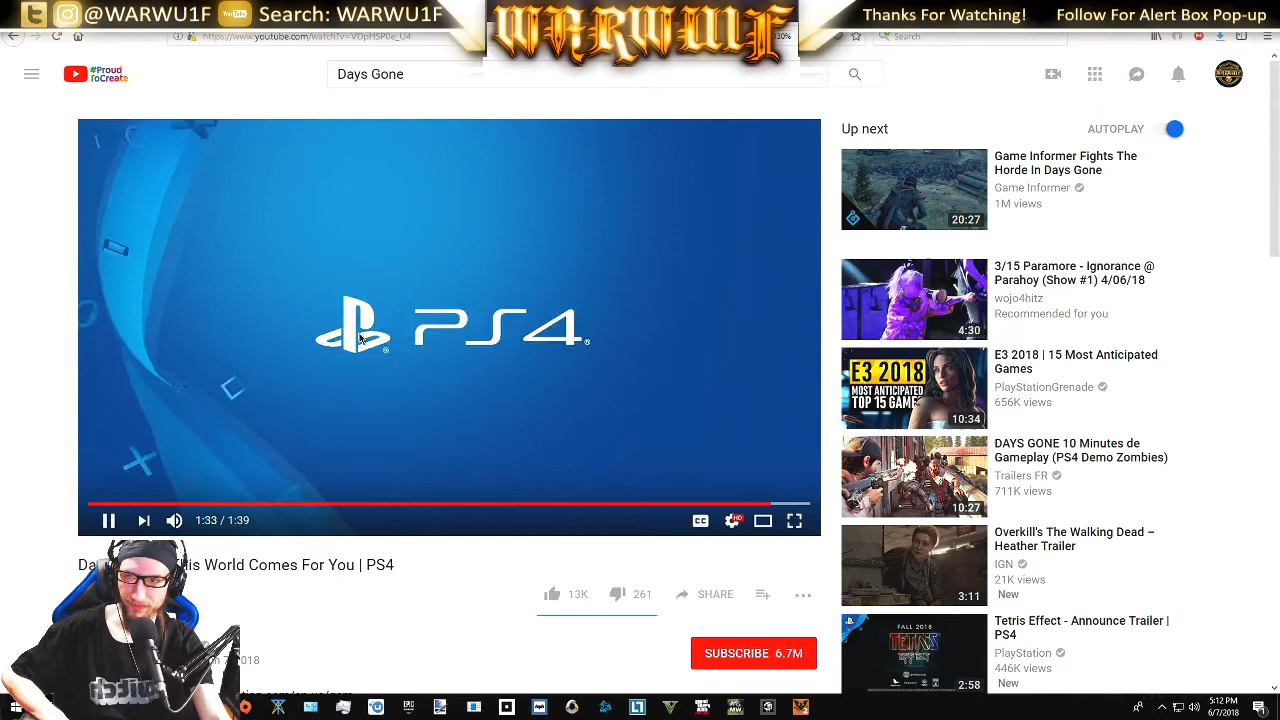 Search: WARWU1F
WARWU1F
Thanks For Watching!
Follow For Alert Box Pop-up
Search
#Proud
toCreate
Days Gone
PS4
1:33 / 1:39
CC
HD
World Comes For You | PS4
13K
261
SHARE
SUBSCRIBE 6.7M
Up next
AUTOPLAY
20:27
Game Informer Fights The
Horde In Days Gone
Game Informer
1M views
4:30
3/15 Paramore - Ignorance @
Parahoy (Show #1) 4/06/18
wojo4hitz
Recommended for you
E3 2018
MOST ANTICIPATED
TOP 15 GAMES
10:34
E3 2018 | 15 Most Anticipated
Games
PlayStationGrenade
656K views
10:27
DAYS GONE 10 Minutes de
Gameplay (PS4 Demo Zombies)
Trailers FR
711K views
3:11
Overkill's The Walking Dead –
Heather Trailer
IGN
21K views
New
FALL 2018
TETRIS
EFFECT
2:58
Tetris Effect - Announce Trailer |
PS4
PlayStation
446K views
New
5:12 PM
6/7/2018